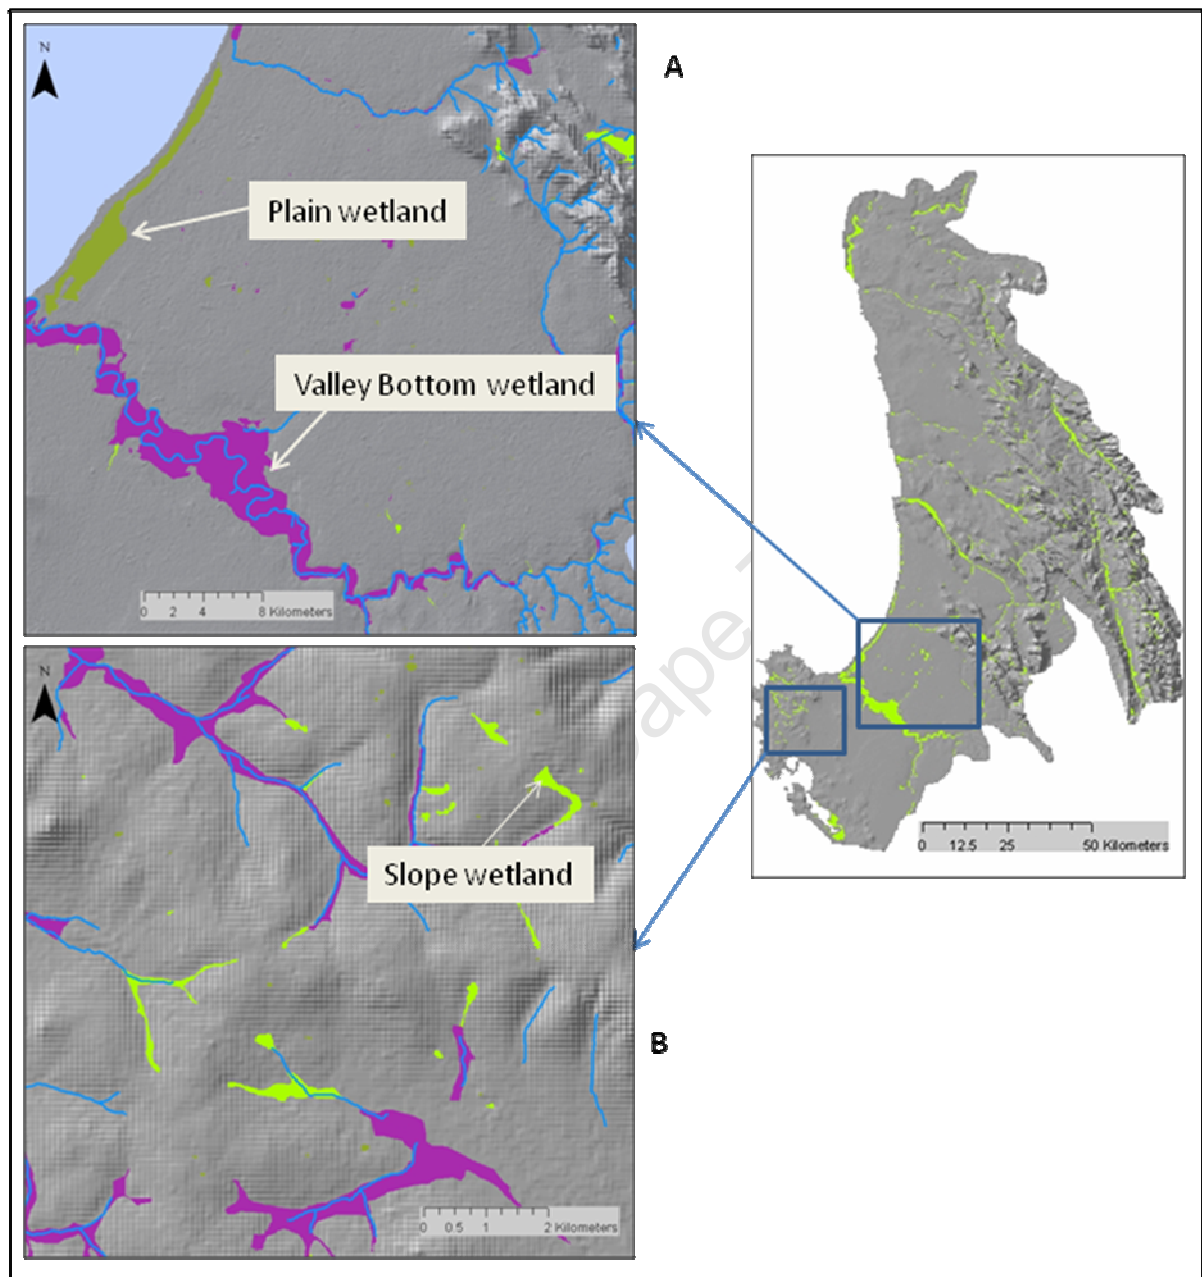 N
A
Plain wetland
Valley Bottom wetland
0 2 4 8 Kilometers
N
Slope wetland
B
0 0.5 1 2 Kilometers
0 12.5 25 50 Kilometers